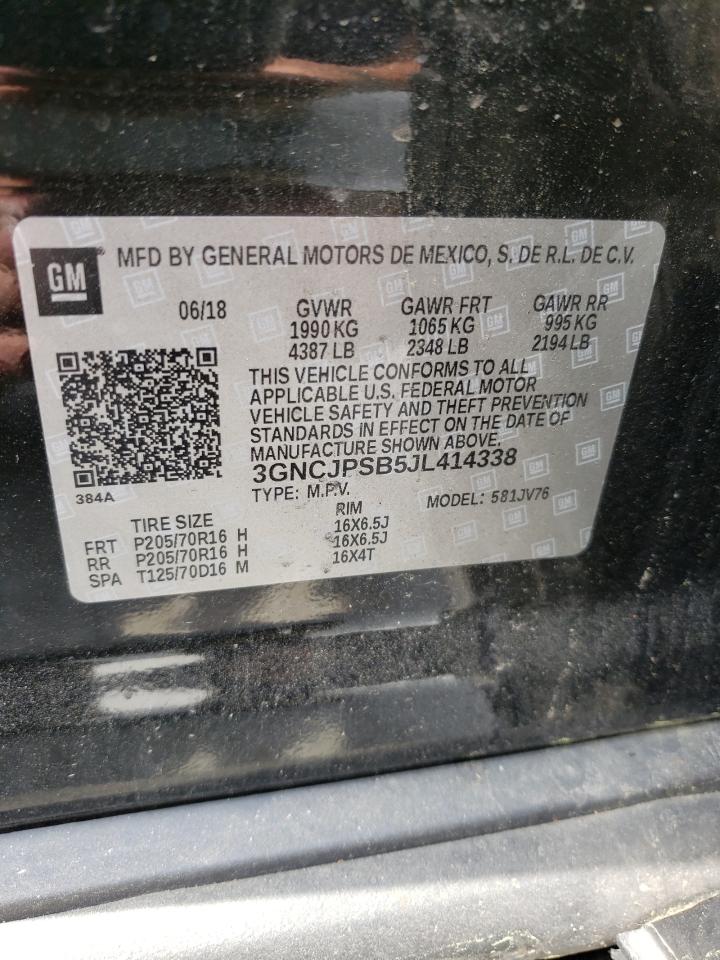 GM
MFD BY GENERAL MOTORS DE MEXICO, S. DE R.L. DE C.V.
06/18 GVWR GAWR FRT GAWR RR
1990 KG 1065 KG 995 KG
4387 LB 2348 LB 2194 LB
THIS VEHICLE CONFORMS TO ALL
APPLICABLE U.S. FEDERAL MOTOR
VEHICLE SAFETY AND THEFT PREVENTION
STANDARDS IN EFFECT ON THE DATE OF
MANUFACTURE SHOWN ABOVE.
3GNCJPSB5JL414338
384A
TYPE: M.P.V. MODEL: 581JV76
TIRE SIZE RIM
FRT P205/70R16 H 16X6.5J
RR P205/70R16 H 16X6.5J
SPA T125/70D16 M 16X4T